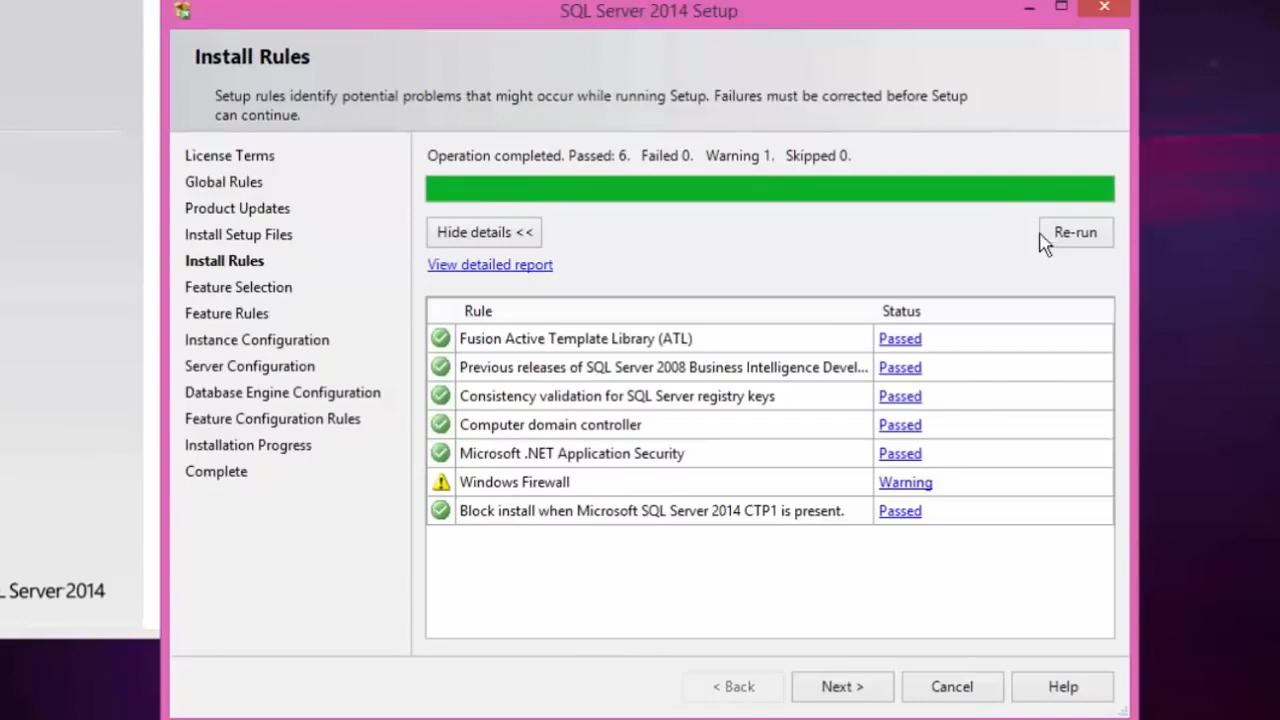 SQL Server 2014 Setup
Install Rules
Setup rules identify potential problems that might occur while running Setup. Failures must be corrected before Setup
can continue.
License Terms
Global Rules
Product Updates
Install Setup Files
Install Rules
Feature Selection
Feature Rules
Instance Configuration
Server Configuration
Database Engine Configuration
Feature Configuration Rules
Installation Progress
Complete
Operation completed. Passed: 6. Failed 0. Warning 1. Skipped 0.
Hide details <<
Re-run
View detailed report
Rule Status
Fusion Active Template Library (ATL) Passed
Previous releases of SQL Server 2008 Business Intelligence Devel... Passed
Consistency validation for SQL Server registry keys Passed
Computer domain controller Passed
Microsoft .NET Application Security Passed
Windows Firewall Warning
Block install when Microsoft SQL Server 2014 CTP1 is present. Passed
L Server 2014
< Back Next > Cancel Help